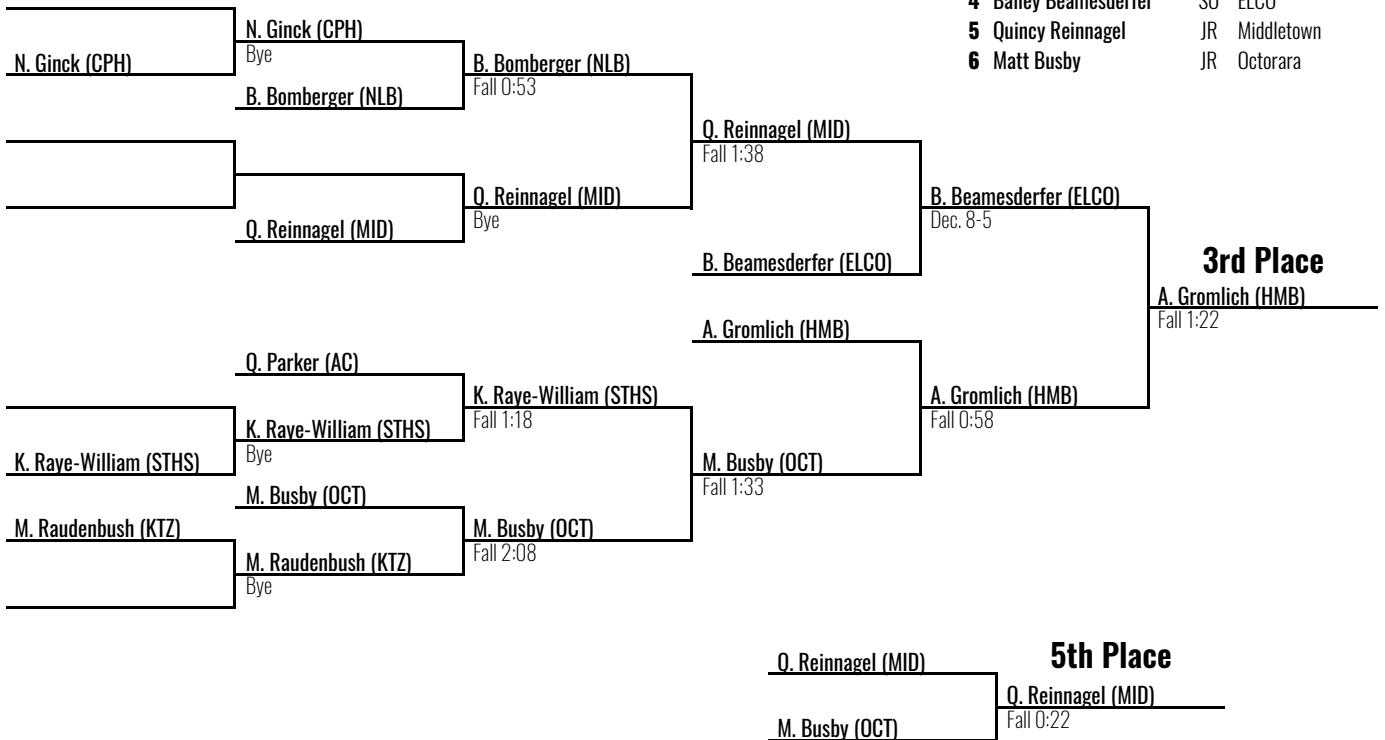 4 Bailey Beamesderfer SO ELCO
5 Quincy Reinnagel JR Middletown
6 Matt Busby JR Octorara
N. Ginck (CPH)
Bye
N. Ginck (CPH)
B. Bomberger (NLB)
Fall 0:53
B. Bomberger (NLB)
Q. Reinnagel (MID)
Fall 1:38
Q. Reinnagel (MID)
Bye
B. Beamesderfer (ELCO)
Dec. 8-5
Q. Reinnagel (MID)
B. Beamesderfer (ELCO)
3rd Place
A. Gromlich (HMB)
Fall 1:22
A. Gromlich (HMB)
Q. Parker (AC)
K. Raye-William (STHS)
Fall 1:18
A. Gromlich (HMB)
Fall 0:58
K. Raye-William (STHS)
Bye
K. Raye-William (STHS)
M. Busby (OCT)
Fall 1:33
M. Busby (OCT)
M. Raudenbush (KTZ)
M. Busby (OCT)
Fall 2:08
M. Raudenbush (KTZ)
Bye
5th Place
Q. Reinnagel (MID)
Q. Reinnagel (MID)
Fall 0:22
M. Busby (OCT)